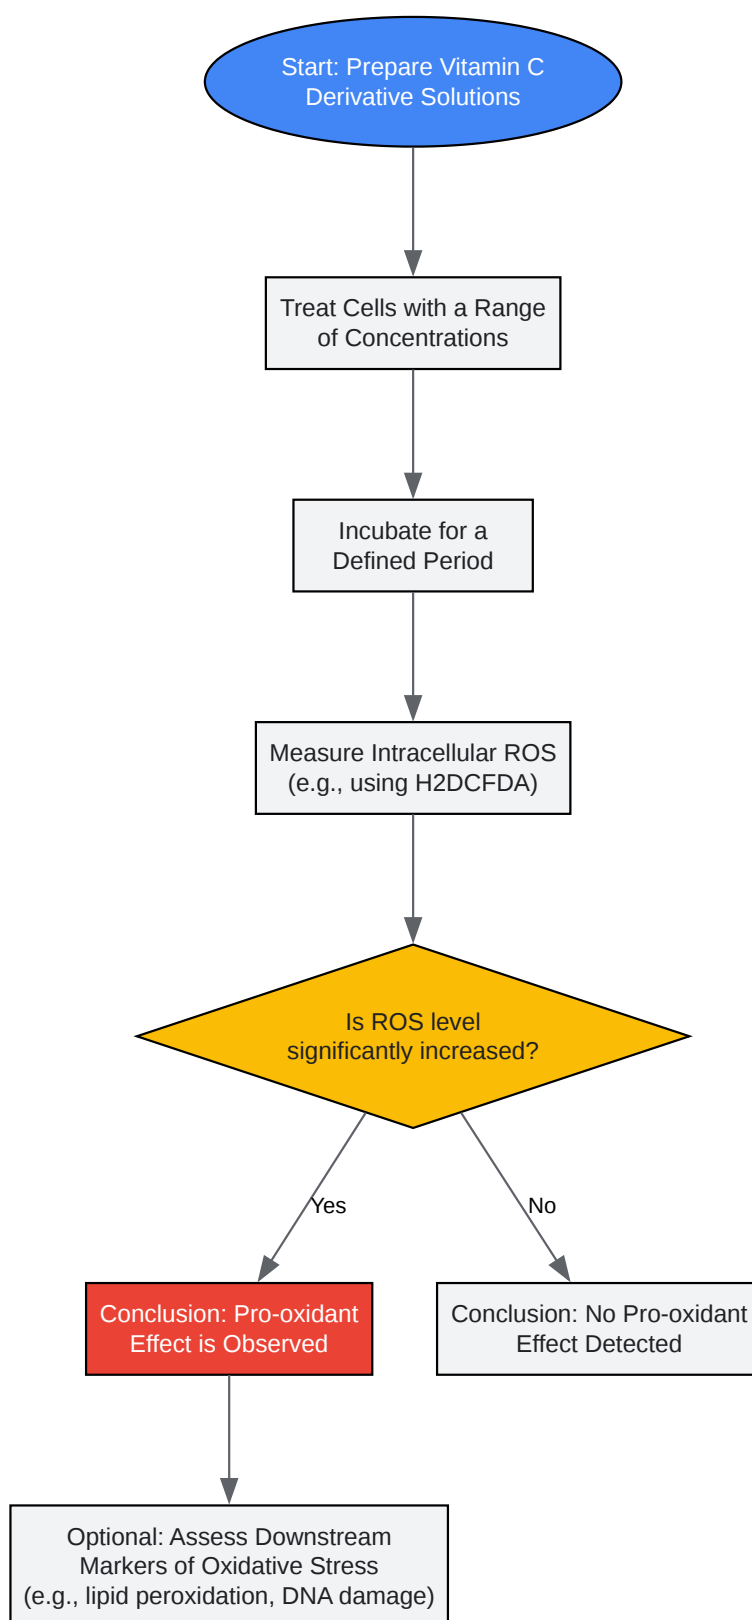 Start: Prepare Vitamin C
Derivative Solutions
Treat Cells with a Range
of Concentrations
Incubate for a
Defined Period
Measure Intracellular ROS
(e.g., using H2DCFDA)
Is ROS level
significantly increased?
Yes
No
Conclusion: Pro-oxidant
Effect is Observed
Conclusion: No Pro-oxidant
Effect Detected
Optional: Assess Downstream
Markers of Oxidative Stress
(e.g., lipid peroxidation, DNA damage)